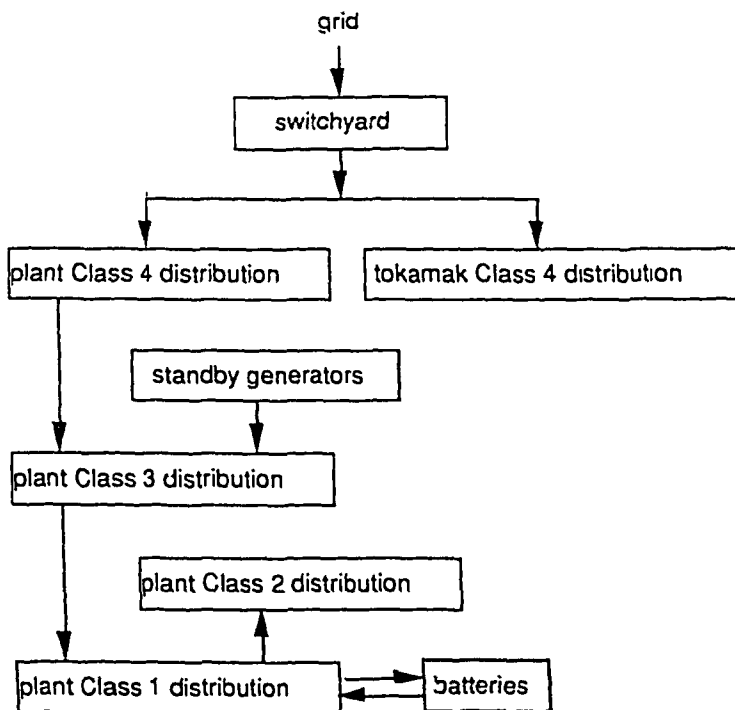 grid
switchyard
plant Class 4 distribution
tokamak Class 4 distribution
standby generators
plant Class 3 distribution
plant Class 2 distribution
plant Class 1 distribution
batteries